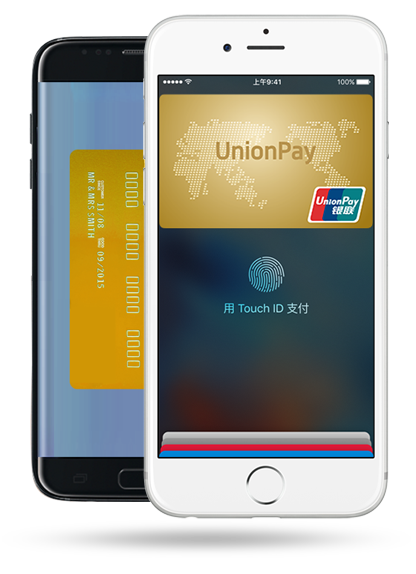 上午9:41
100%
UnionPay
UnionPay
银联
用 Touch ID 支付
11/08
09/2015
MR & MRS SMITH